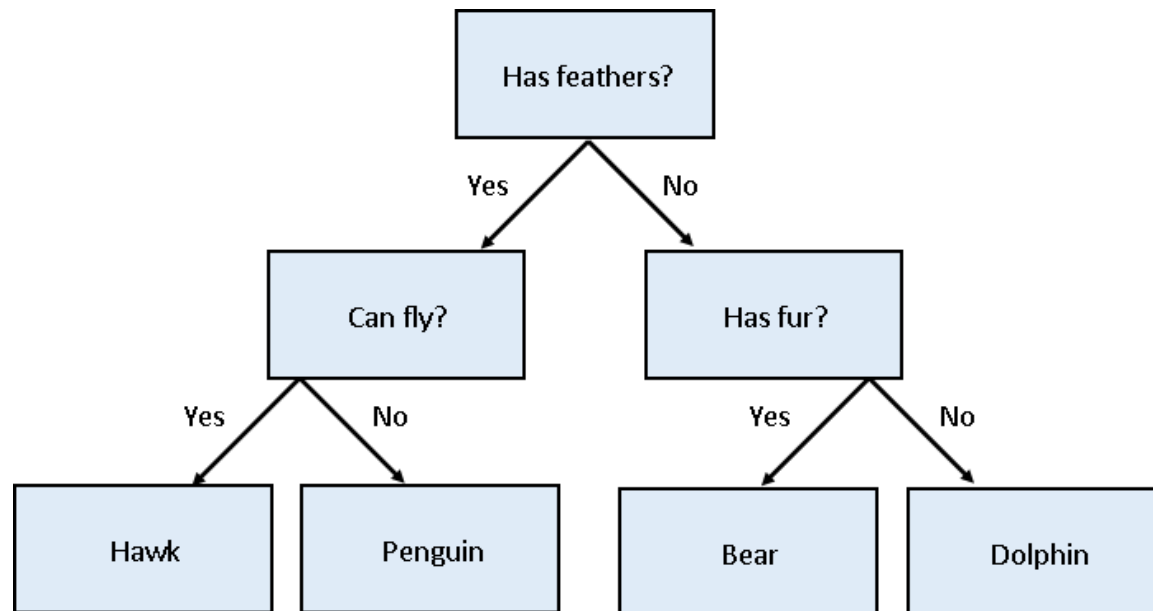 Has feathers?
Yes
No
Can fly?
Has fur?
Yes
No
Yes
No
Hawk
Penguin
Bear
Dolphin